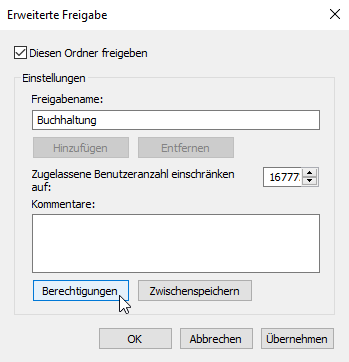 Erweiterte Freigabe
Diesen Ordner freigeben
Einstellungen
Freigabename:
Buchhaltung
Hinzufügen Entfernen
Zugelassene Benutzeranzahl einschränken
auf:
16777
Kommentare:
Berechtigungen Zwischenspeichern
OK Abbrechen Übernehmen